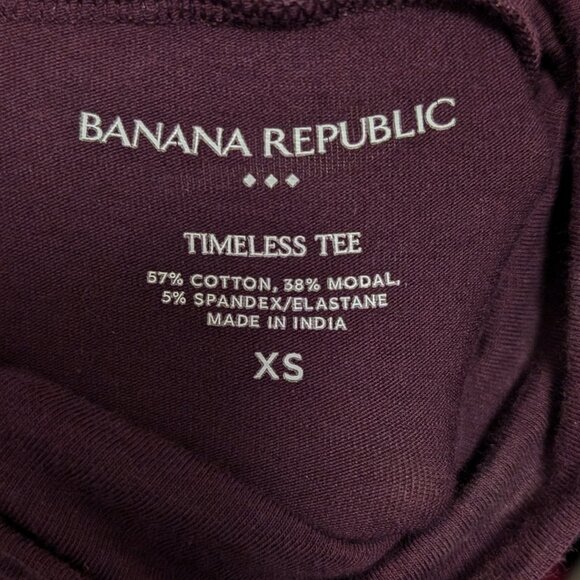 BANANA REPUBLIC
TIMELESS TEE
57% COTTON, 38% MODAL,
5% SPANDEX/ELASTANE
MADE IN INDIA
XS